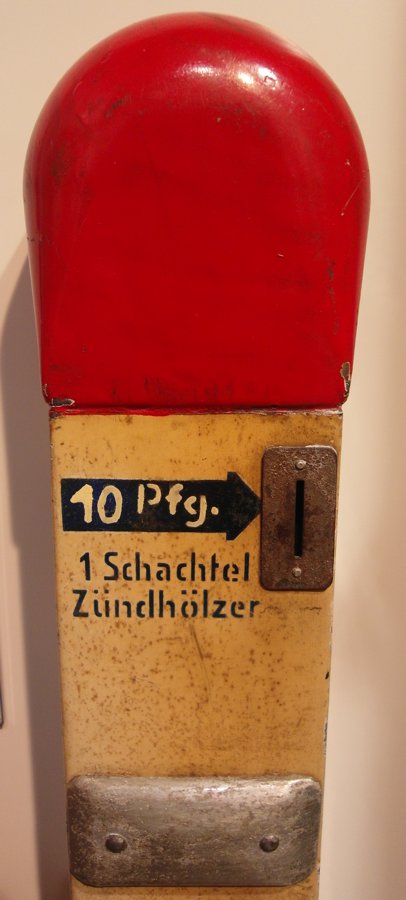 10 Pfg.
1 Schachtel
Zündhölzer